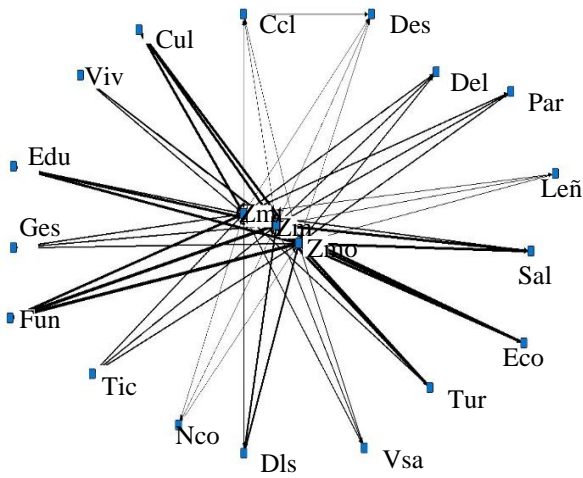 Ccl
Des
Cul
Viv
Del
Par
Edu
Leñ
Zmt
Zm
Zmo
Ges
Sal
Fun
Eco
Tic
Tur
Nco
Dls
Vsa